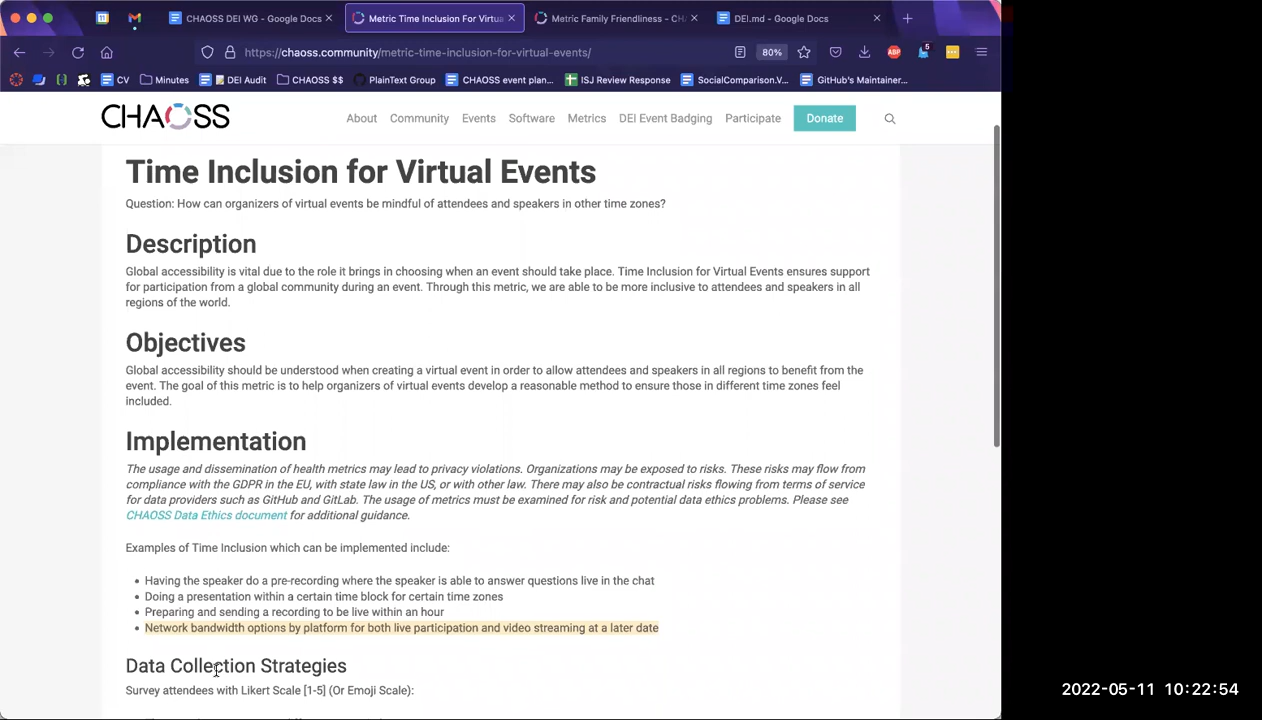 CHAOSS DEI WG - Google Docs
Metric Time Inclusion For Virtua
Metric Family Friendliness - CHA
DEI.md - Google Docs
https://chaoss.community/metric-time-inclusion-for-virtual-events/
80%
ABP
5
CV
Minutes
DEI Audit
CHAOSS $$
PlainText Group
CHAOSS event plan...
ISJ Review Response
SocialComparison.V...
GitHub's Maintainer...
CHAOSS
About
Community
Events
Software
Metrics
DEI Event Badging
Participate
Donate
Time Inclusion for Virtual Events
Question: How can organizers of virtual events be mindful of attendees and speakers in other time zones?
Description
Global accessibility is vital due to the role it brings in choosing when an event should take place. Time Inclusion for Virtual Events ensures support
for participation from a global community during an event. Through this metric, we are able to be more inclusive to attendees and speakers in all
regions of the world.
Objectives
Global accessibility should be understood when creating a virtual event in order to allow attendees and speakers in all regions to benefit from the
event. The goal of this metric is to help organizers of virtual events develop a reasonable method to ensure those in different time zones feel
included.
Implementation
The usage and dissemination of health metrics may lead to privacy violations. Organizations may be exposed to risks. These risks may flow from
compliance with the GDPR in the EU, with state law in the US, or with other law. There may also be contractual risks flowing from terms of service
for data providers such as GitHub and GitLab. The usage of metrics must be examined for risk and potential data ethics problems. Please see
CHAOSS Data Ethics document for additional guidance.
Examples of Time Inclusion which can be implemented include:
Having the speaker do a pre-recording where the speaker is able to answer questions live in the chat
Doing a presentation within a certain time block for certain time zones
Preparing and sending a recording to be live within an hour
Network bandwidth options by platform for both live participation and video streaming at a later date
Data Collection Strategies
Survey attendees with Likert Scale [1-5] (Or Emoji Scale):
2022-05-11 10:22:54